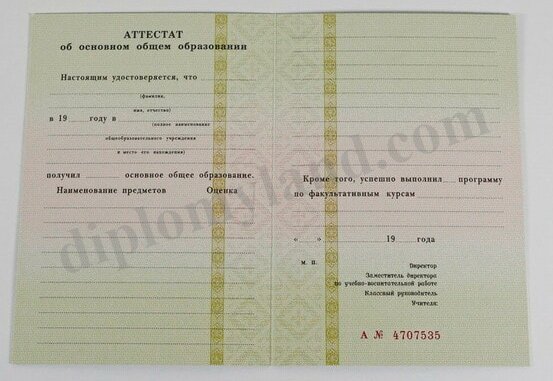 АТТЕСТАТ
об основном общем образовании
Настоящим удостоверяется, что
(фамилия,
имя, отчество)
в 19 году в
(полное наименование
общеобразовательного учреждения
и место его нахождения)
получил основное общее образование.
Наименование предметов Оценка
Кроме того, успешно выполнил программу
по факультативным курсам
« » 19 года
м. п.
Директор
Заместитель директора
по учебно-воспитательной работе
Классный руководитель
Учителя:
А № 4707535
diplomyland.com